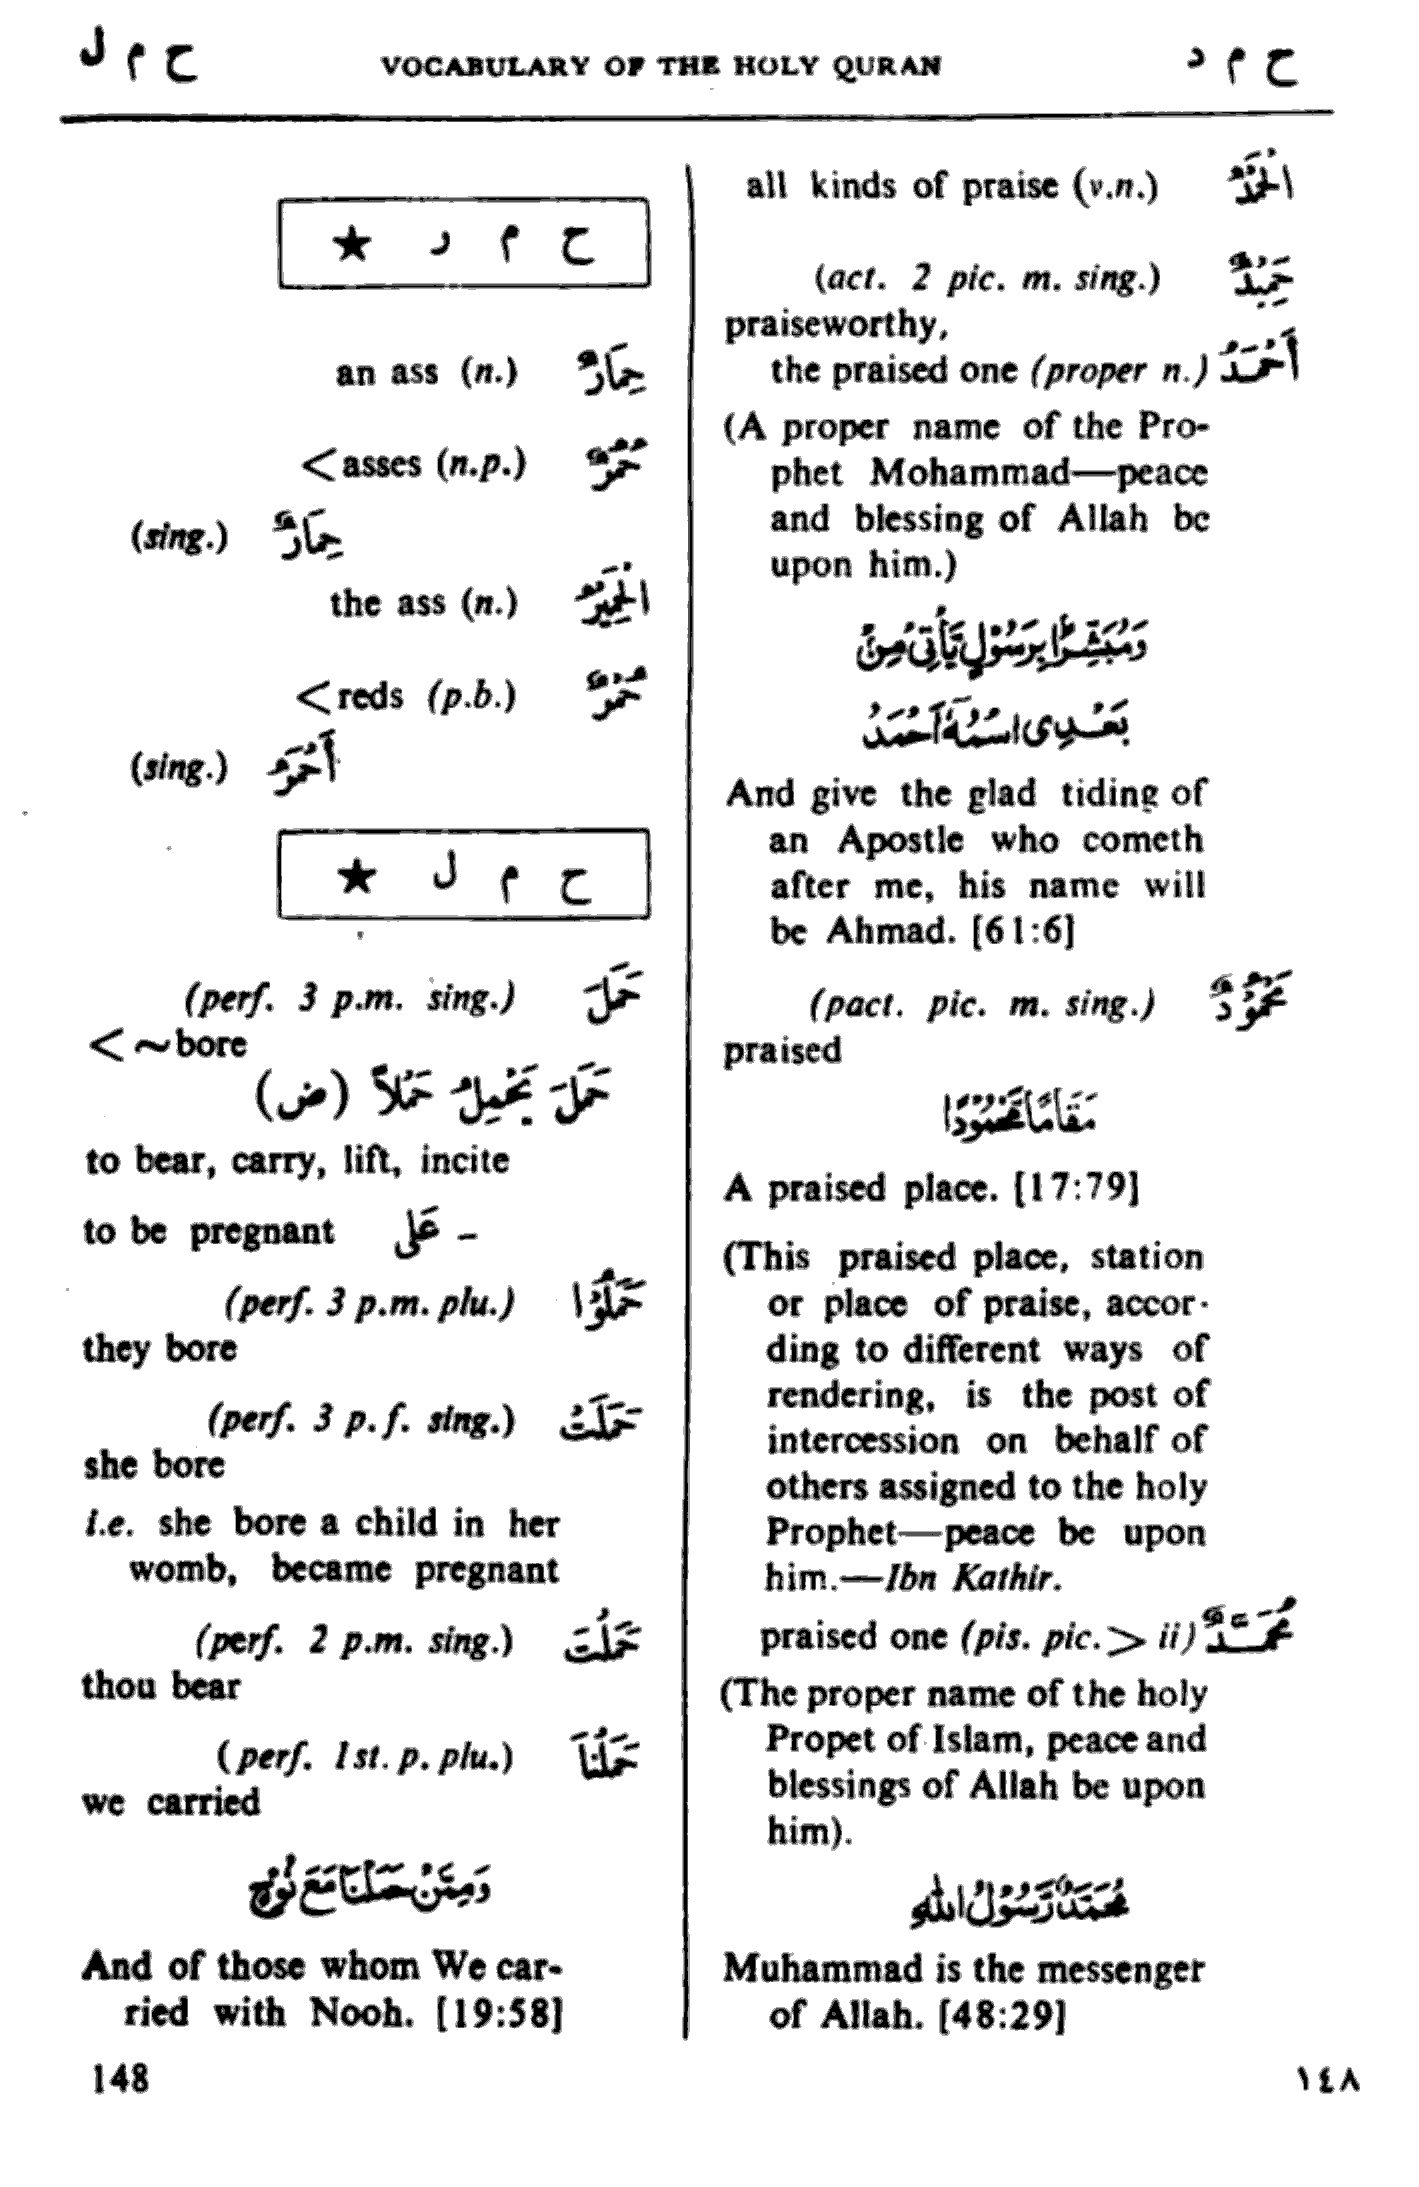 ح م د VOCABULARY OF THE HOLY QURAN ح م ل
all kinds of praise (v.n.) اَلْحَمْدُ
(act. 2 pic. m. sing.) حَمِيْدٌ
praiseworthy,
the praised one (proper n.) أَحْمَدُ
(A proper name of the Pro-
phet Mohammad—peace
and blessing of Allah be
upon him.)
وَمُبَشِّرًا بِرَسُوْلٍ يَّأْتِىْ مِنْۢ
بَعْدِى اسْمُهٗٓ اَحْمَدُ
And give the glad tiding of
an Apostle who cometh
after me, his name will
be Ahmad. [61:6]
(pact. pic. m. sing.) مَحْمُوْدٌ
praised
مَقَامًا مَّحْمُوْدًا
A praised place. [17:79]
(This praised place, station
or place of praise, accor-
ding to different ways of
rendering, is the post of
intercession on behalf of
others assigned to the holy
Prophet—peace be upon
him.—Ibn Kathir.
praised one (pis. pic. > ii) مُحَمَّدٌ
(The proper name of the holy
Propet of Islam, peace and
blessings of Allah be upon
him).
مُحَمَّدٌ رَّسُوْلُ اللهِ
Muhammad is the messenger
of Allah. [48:29]
ح م ر ★
an ass (n.) حِمَارٌ
< asses (n.p.) حُمُرٌ
(sing.) حِمَارٌ
the ass (n.) اَلْحَمِيْرُ
< reds (p.b.) حُمْرٌ
(sing.) أَحْمَرُ
ح م ل ★
(perf. 3 p.m. sing.) حَمَلَ
< ~ bore
حَمَلَ يَحْمِلُ حَمْلاً (ض)
to bear, carry, lift, incite
to be pregnant عَلٰى -
(perf. 3 p.m. plu.) حَمَلُوْا
they bore
(perf. 3 p.f. sing.) حَمَلَتْ
she bore
i.e. she bore a child in her
womb, became pregnant
(perf. 2 p.m. sing.) حَمَلْتَ
thou bear
(perf. 1st. p. plu.) حَمَلْنَا
we carried
وَمِمَّنْ حَمَلْنَا مَعَ نُوْحٍ
And of those whom We car-
ried with Nooh. [19:58]
148 ١٤٨